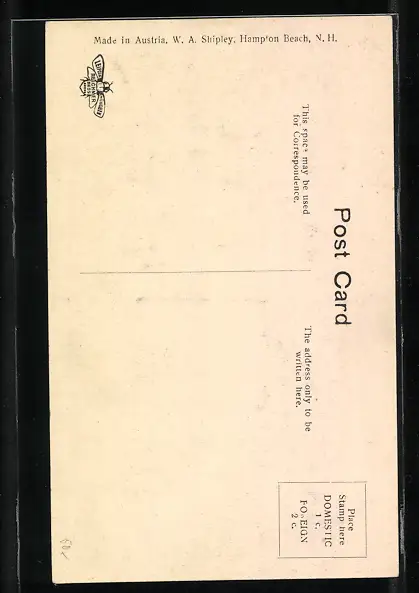 Made in Austria. W. A. Shipley, Hampton Beach, N. H.
Post Card
This space may be used
for Correspondence.
The address only to be
written here.
Place
Stamp here
DOMESTIC
1 c.
FOREIGN
2 c.